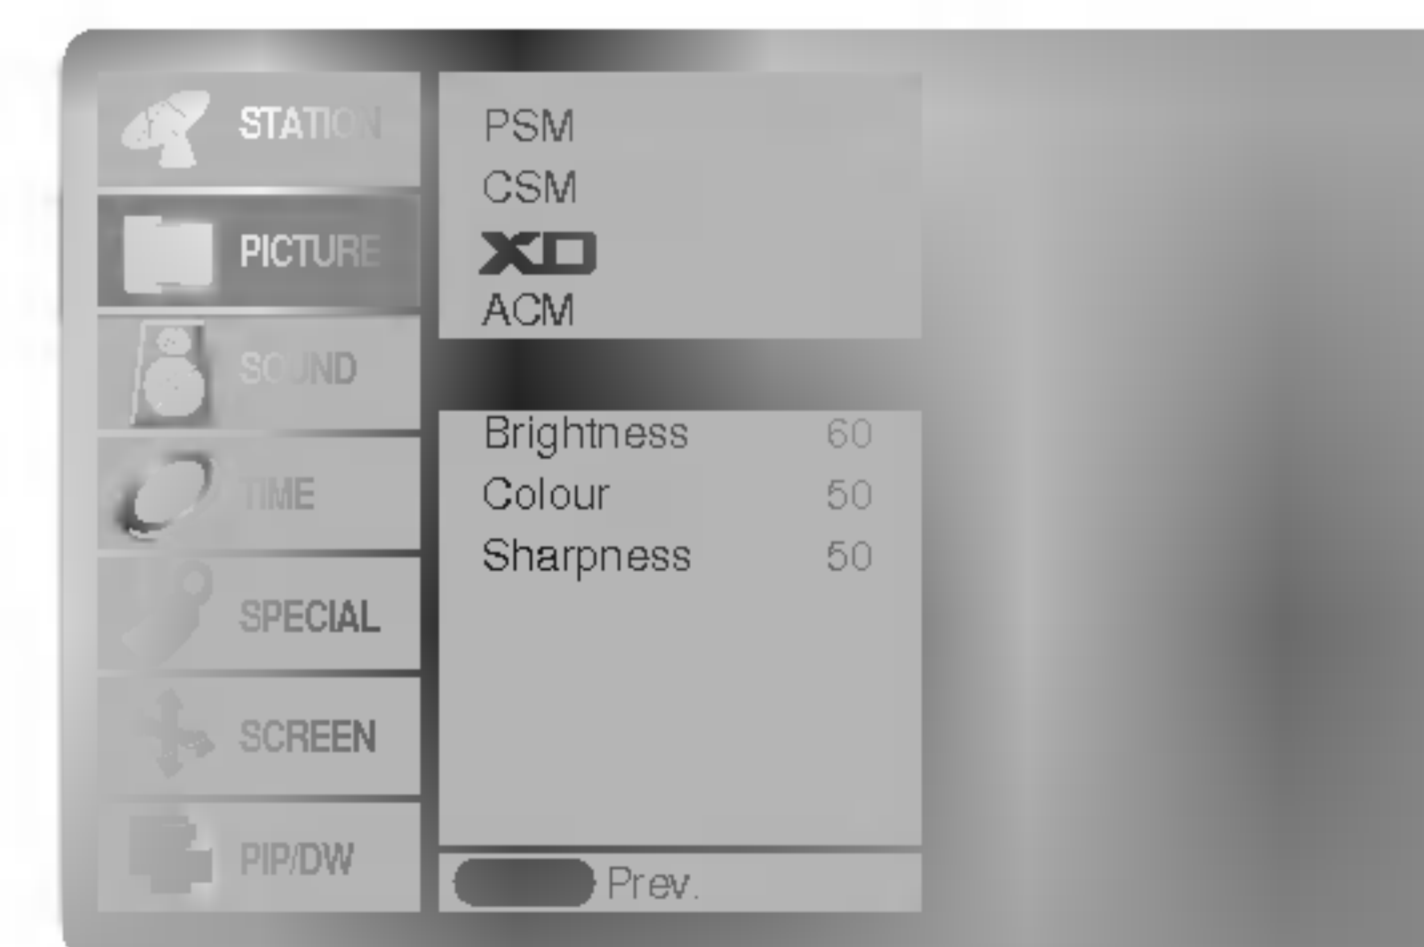 STATION
PICTURE
SOUND
TIME
SPECIAL
SCREEN
PIP/DW
PSM
CSM
XD
ACM
Brightness 60
Colour 50
Sharpness 50
Prev.